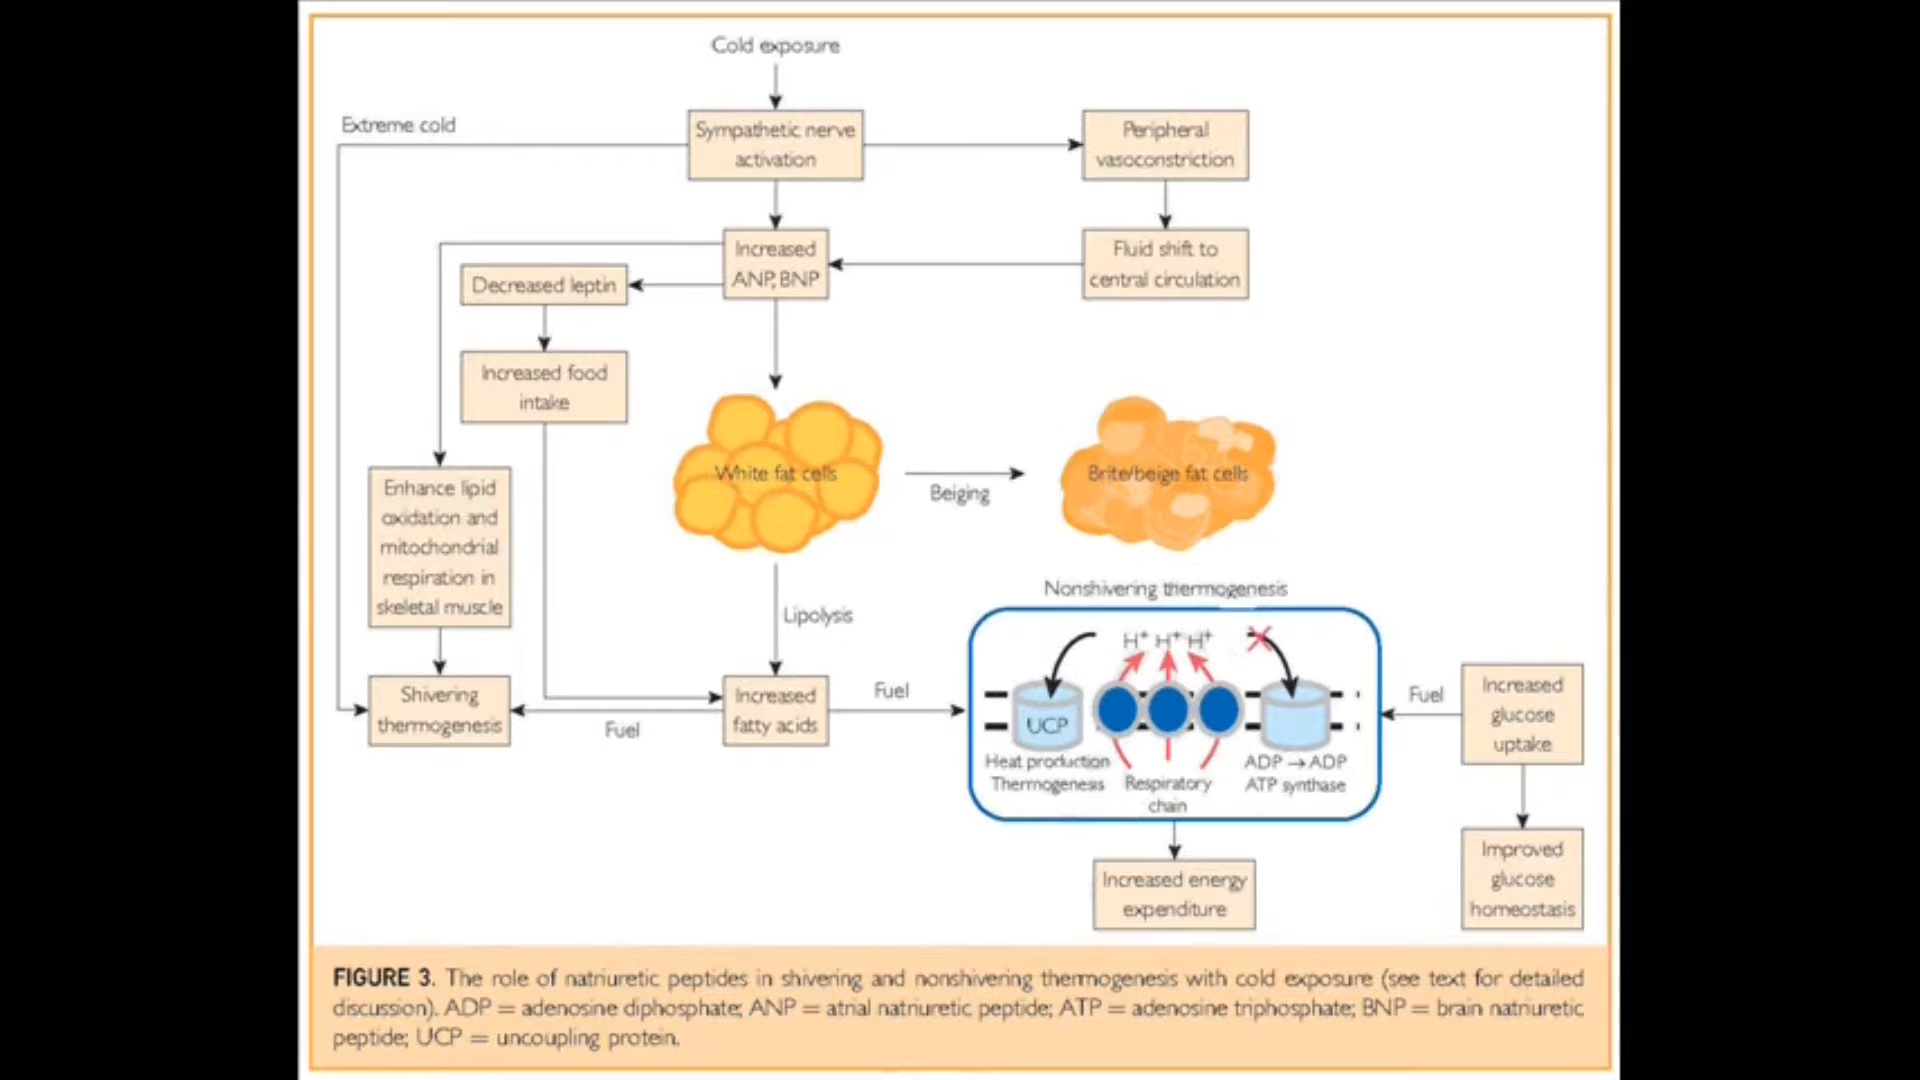 Cold exposure
Extreme cold
Sympathetic nerve
activation
Peripheral
vasoconstriction
Increased
ANP, BNP
Fluid shift to
central circulation
Decreased leptin
Increased food
intake
White fat cells
Beiging
Brite/beige fat cells
Enhance lipid
oxidation and
mitochondrial
respiration in
skeletal muscle
Lipolysis
Nonshivering thermogenesis
H⁺ H⁺ H⁺
Shivering
thermogenesis
Fuel
Increased
fatty acids
Fuel
UCP
Heat production
Thermogenesis
Respiratory
chain
ADP → ADP
ATP synthase
Fuel
Increased
glucose
uptake
Increased energy
expenditure
Improved
glucose
homeostasis
FIGURE 3. The role of natriuretic peptides in shivering and nonshivering thermogenesis with cold exposure (see text for detailed
discussion). ADP = adenosine diphosphate; ANP = atrial natriuretic peptide; ATP = adenosine triphosphate; BNP = brain natriuretic
peptide; UCP = uncoupling protein.